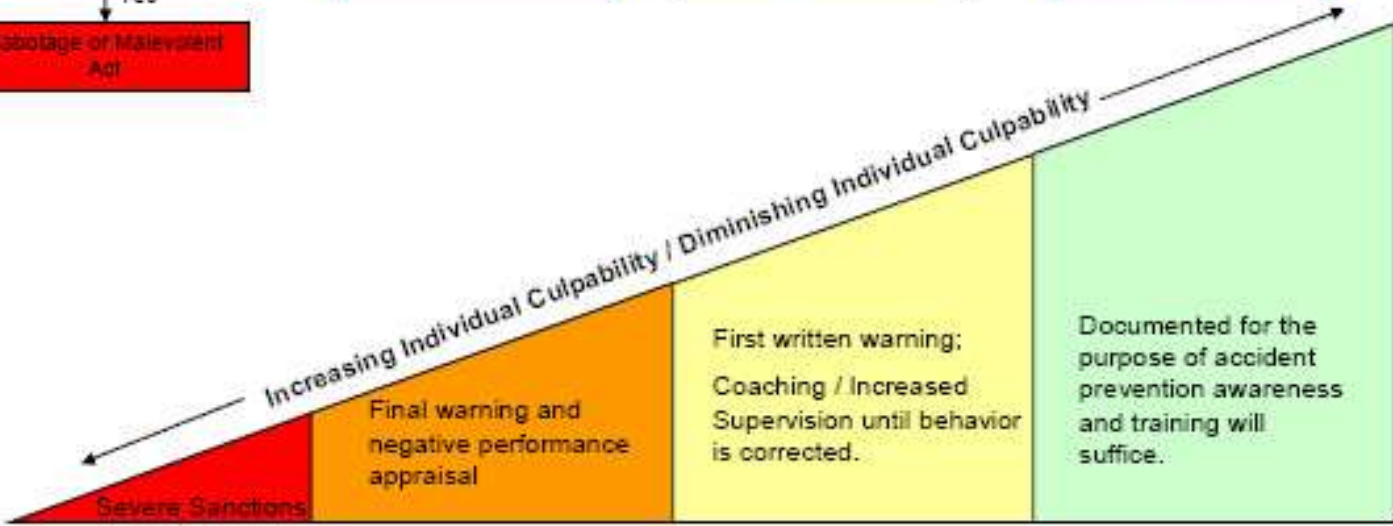 Sabotage or Malevolent
Act
Increasing Individual Culpability / Diminishing Individual Culpability
Severe Sanctions
Final warning and
negative performance
appraisal
First written warning;
Coaching / Increased
Supervision until behavior
is corrected.
Documented for the
purpose of accident
prevention awareness
and training will
suffice.